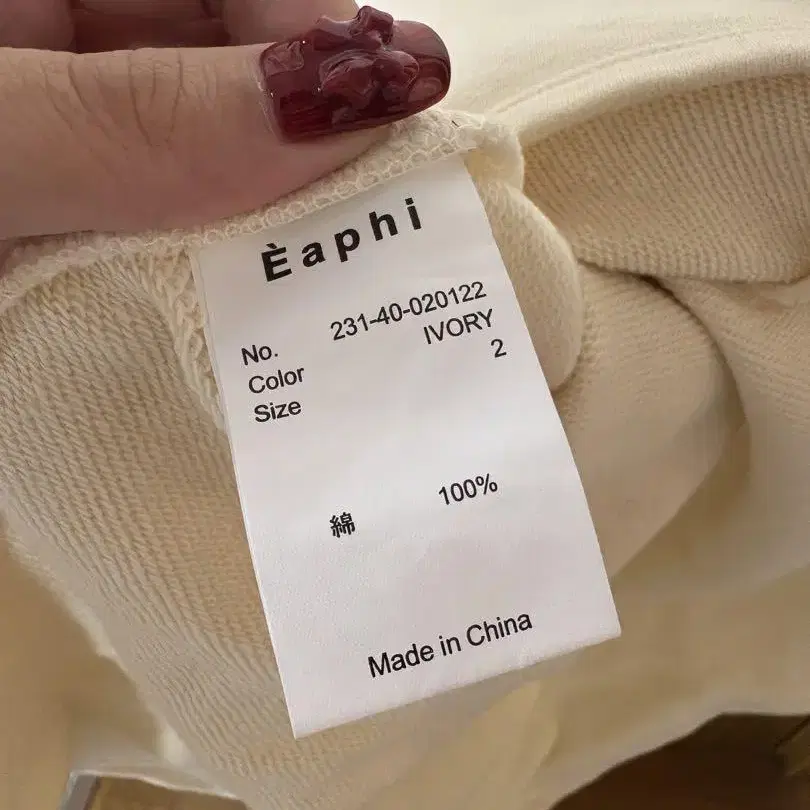 Èaphi
No. 231-40-020122
Color IVORY
Size 2
綿 100%
Made in China